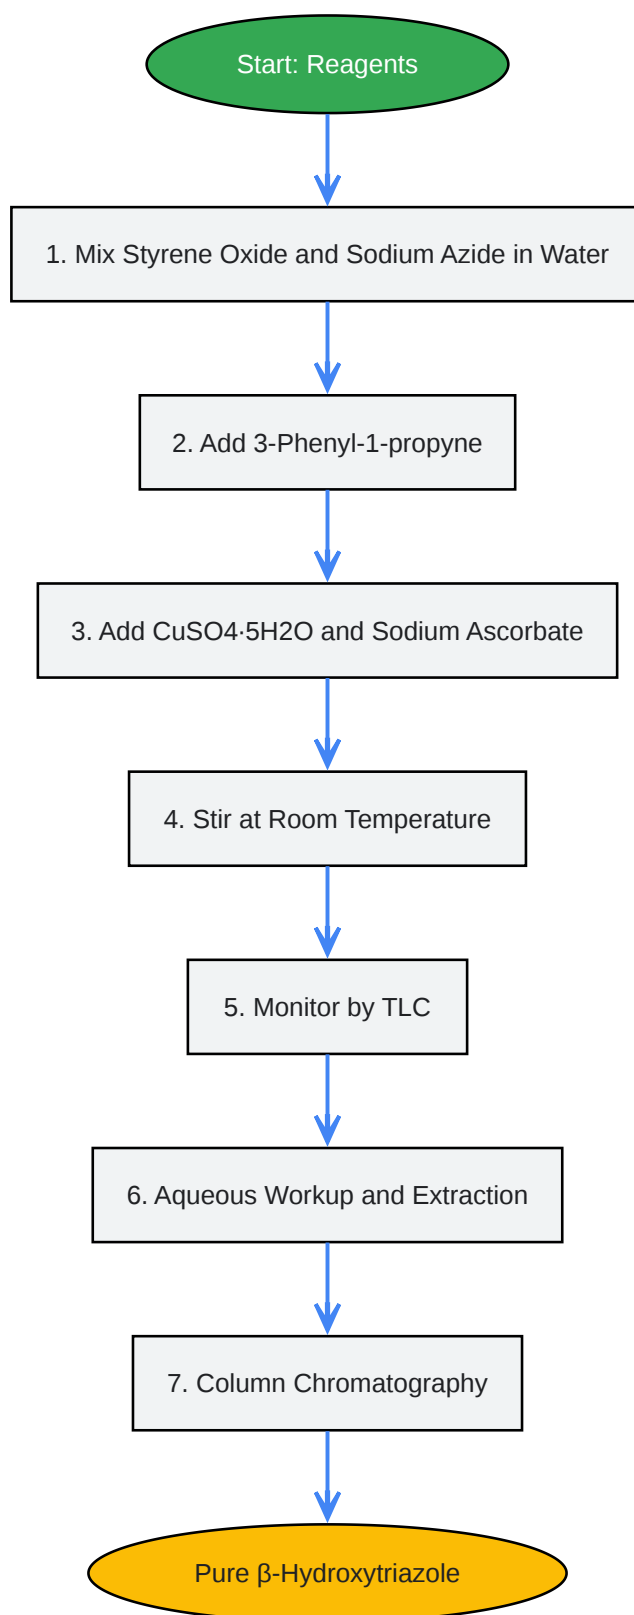 Start: Reagents
1. Mix Styrene Oxide and Sodium Azide in Water
2. Add 3-Phenyl-1-propyne
3. Add CuSO4·5H2O and Sodium Ascorbate
4. Stir at Room Temperature
5. Monitor by TLC
6. Aqueous Workup and Extraction
7. Column Chromatography
Pure β-Hydroxytriazole